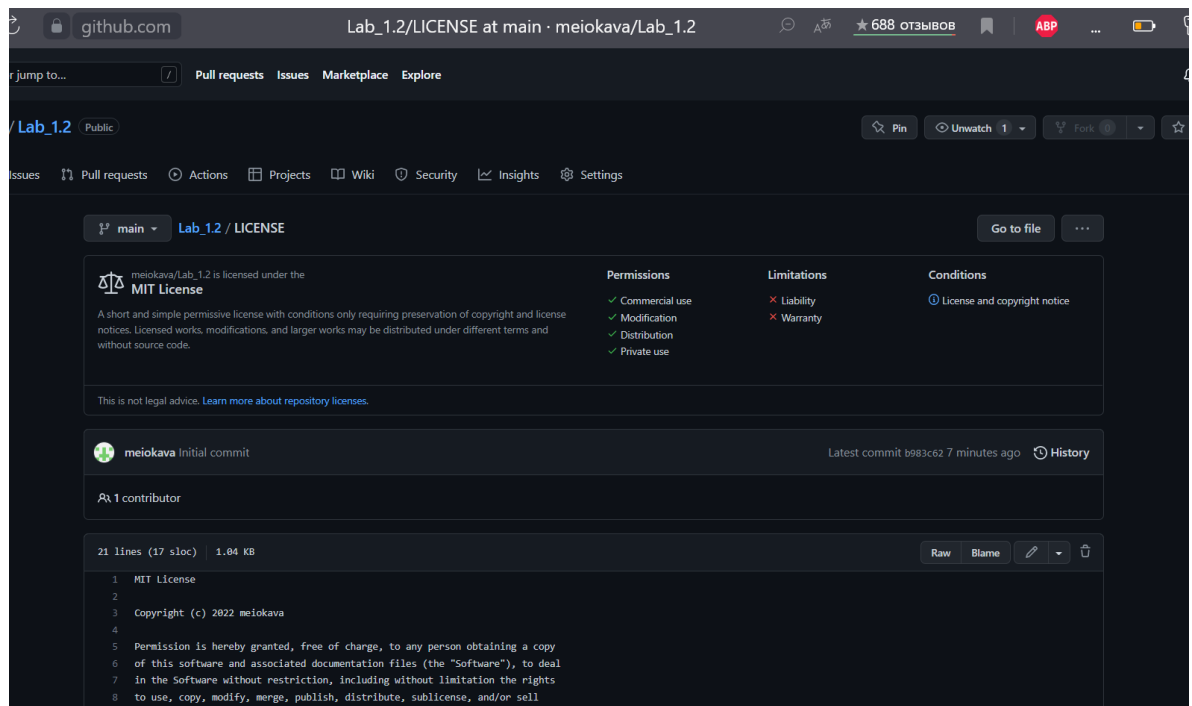 github.com Lab_1.2/LICENSE at main · meiokava/Lab_1.2 688 отзывов ABP ...
r jump to... / Pull requests Issues Marketplace Explore
/ Lab_1.2 Public Pin Unwatch 1 Fork 0
Issues Pull requests Actions Projects Wiki Security Insights Settings
main Lab_1.2 / LICENSE Go to file ...
meiokava/Lab_1.2 is licensed under the
MIT License
A short and simple permissive license with conditions only requiring preservation of copyright and license
notices. Licensed works, modifications, and larger works may be distributed under different terms and
without source code.
Permissions
Commercial use
Modification
Distribution
Private use
Limitations
Liability
Warranty
Conditions
License and copyright notice
This is not legal advice. Learn more about repository licenses.
meiokava Initial commit Latest commit b983c62 7 minutes ago History
1 contributor
21 lines (17 sloc) 1.04 KB Raw Blame
1 MIT License
2
3 Copyright (c) 2022 meiokava
4
5 Permission is hereby granted, free of charge, to any person obtaining a copy
6 of this software and associated documentation files (the "Software"), to deal
7 in the Software without restriction, including without limitation the rights
8 to use, copy, modify, merge, publish, distribute, sublicense, and/or sell